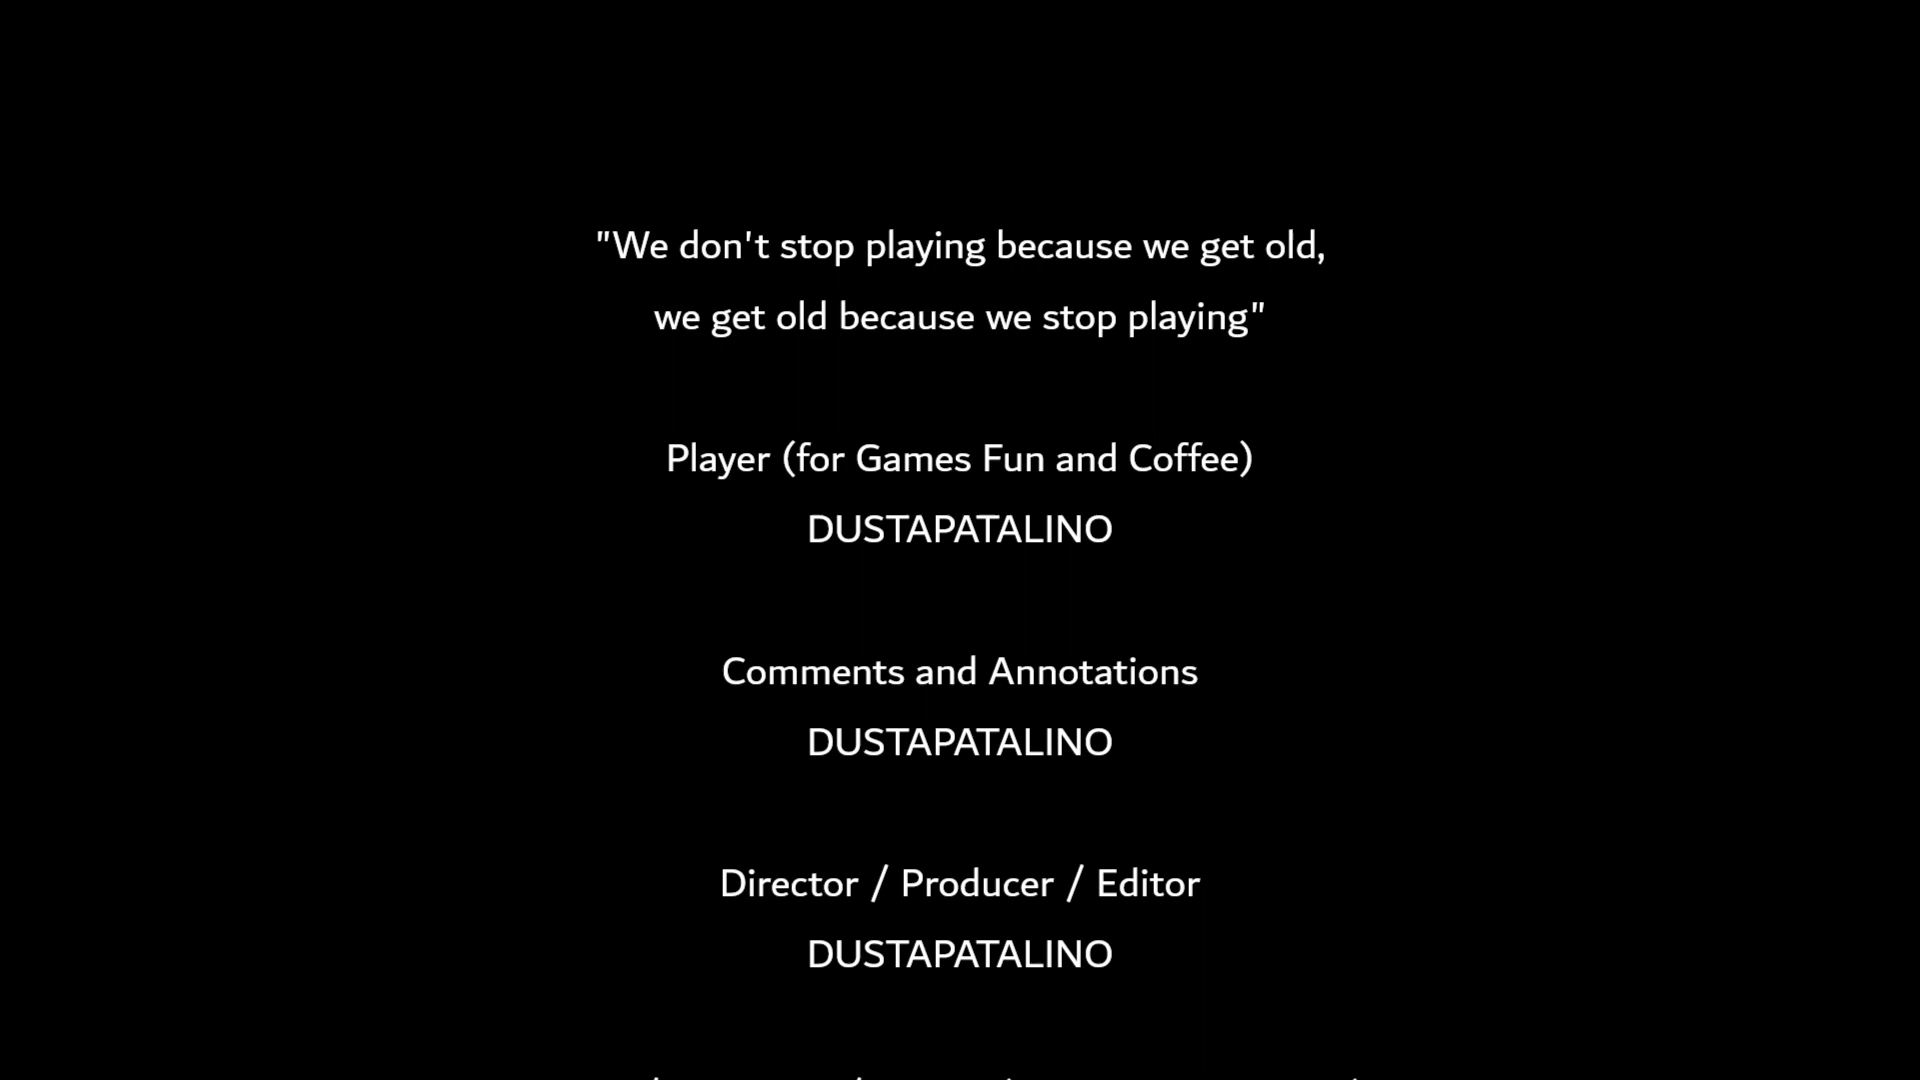 "We don't stop playing because we get old,
we get old because we stop playing"
Player (for Games Fun and Coffee)
DUSTAPATALINO
Comments and Annotations
DUSTAPATALINO
Director / Producer / Editor
DUSTAPATALINO